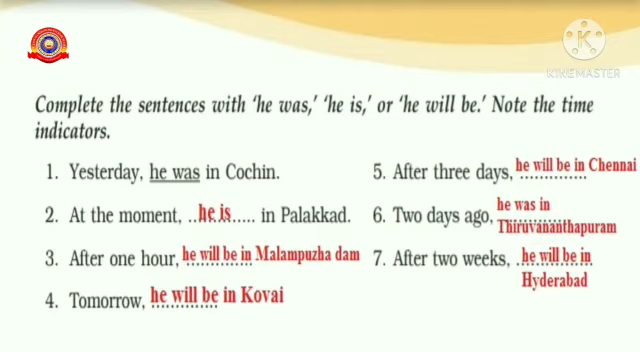 KINEMASTER
Complete the sentences with ‘he was,’ ‘he is,’ or ‘he will be.’ Note the time
indicators.
1. Yesterday, he was in Cochin.
2. At the moment, ..he is..... in Palakkad.
3. After one hour, he will be in Malampuzha dam
4. Tomorrow, he will be in Kovai
5. After three days, he will be in Chennai
6. Two days ago, he was in
Thiruvananthapuram
7. After two weeks, he will be in
Hyderabad